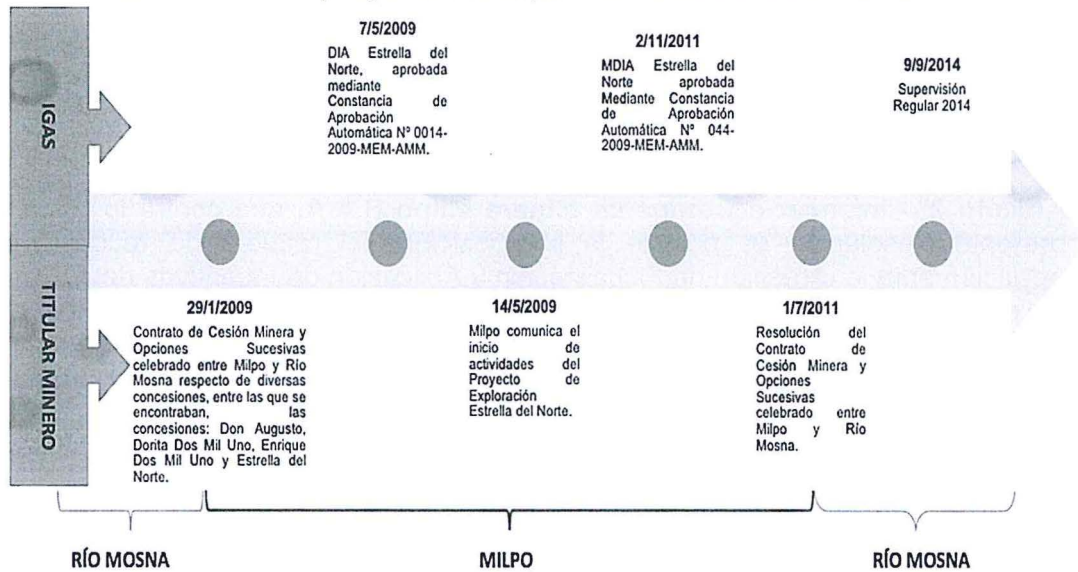 IGAS
7/5/2009
DIA Estrella del
Norte, aprobada
mediante
Constancia de
Aprobación
Automática Nº 0014-
2009-MEM-AMM.
2/11/2011
MDIA Estrella del
Norte aprobada
Mediante Constancia
de Aprobación
Automática Nº 044-
2009-MEM-AMM.
9/9/2014
Supervisión
Regular 2014
TITULAR MINERO
29/1/2009
Contrato de Cesión Minera y
Opciones Sucesivas
celebrado entre Milpo y Río
Mosna respecto de diversas
concesiones, entre las que se
encontraban, las
concesiones: Don Augusto,
Dorita Dos Mil Uno, Enrique
Dos Mil Uno y Estrella del
Norte.
14/5/2009
Milpo comunica el
inicio de
actividades del
Proyecto de
Exploración
Estrella del Norte.
1/7/2011
Resolución del
Contrato de
Cesión Minera y
Opciones
Sucesivas
celebrado entre
Milpo y Río
Mosna.
RÍO MOSNA
MILPO
RÍO MOSNA